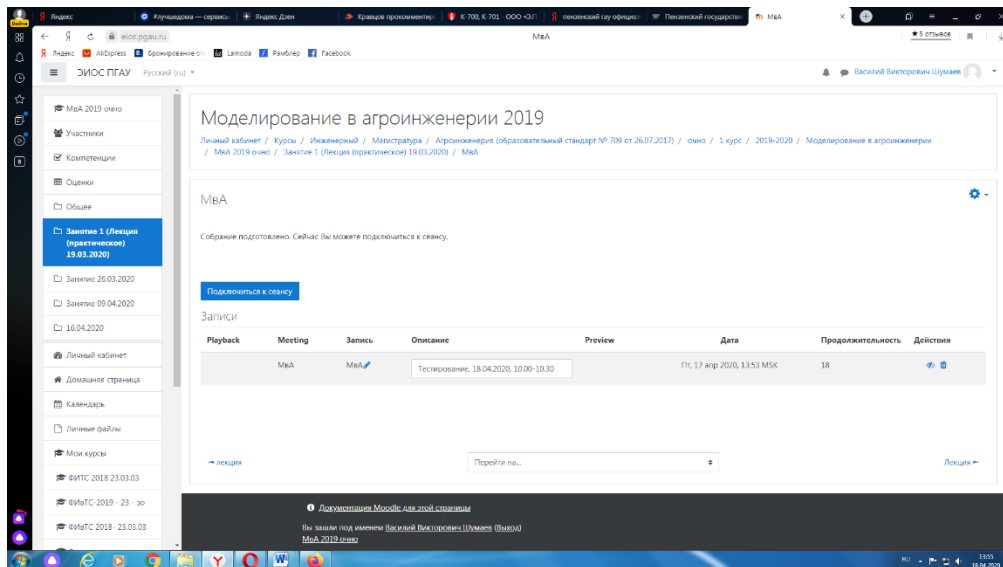 Яндекс
#лучшедома — сервисы
Яндекс Дзен
Кравцов прокомментир
К-700, К-701 - ООО «З.Г
пензенский гау официал
Пензенский государств
МвА
Войти
eios.pgau.ru
МвА
★5 отзывов
Яндекс
AliExpress
Бронирование от
Lamoda
Рамблер
Facebook
ЭИОС ПГАУ
Русский (ru)
Василий Викторович Шумаев
МвА 2019 очно
Участники
Компетенции
Оценки
Общее
Занятие 1 (Лекция
(практическое)
19.03.2020)
Занятие 26.03.2020
Занятие 09.04.2020
16.04.2020
Личный кабинет
Домашняя страница
Календарь
Личные файлы
Мои курсы
ФИТС 2018 23.03.03
ФИвТС-2019 - 23 - зо
ФИвТС 2018- 23.03.03
Моделирование в агроинженерии 2019
Личный кабинет / Курсы / Инженерный / Магистратура / Агроинженерия (образовательный стандарт № 709 от 26.07.2017) / очно / 1 курс / 2019-2020 / Моделирование в агроинженерии
/ МвА 2019 очно / Занятие 1 (Лекция (практическое) 19.03.2020) / МвА
МвА
Собрание подготовлено. Сейчас Вы можете подключиться к сеансу.
Подключиться к сеансу
Записи
Playback Meeting Запись Описание Preview Дата Продолжительность Действия
МвА МвА Тестирование, 18.04.2020, 10.00-10.30 Пт, 17 апр 2020, 13:53 MSK 18
лекция
Перейти на...
Лекция
Документация Moodle для этой страницы
Вы зашли под именем Василий Викторович Шумаев (Выход)
МвА 2019 очно
RU
13:55
18.04.2020